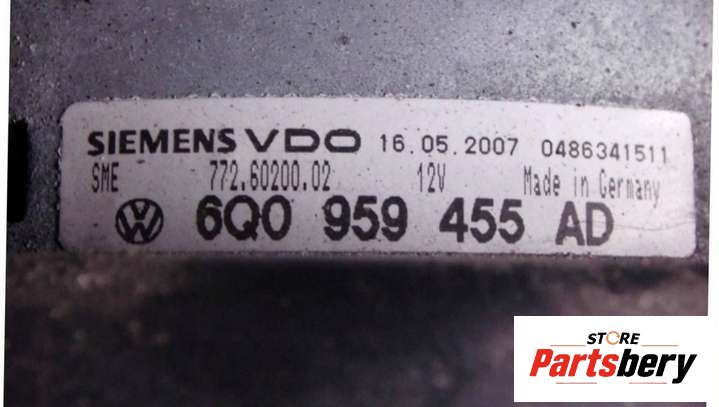 SIEMENS VDO 16.05.2007 0486341511
SME 772.60200.02 12V Made in Germany
VW 6Q0 959 455 AD
STORE
Partsbery